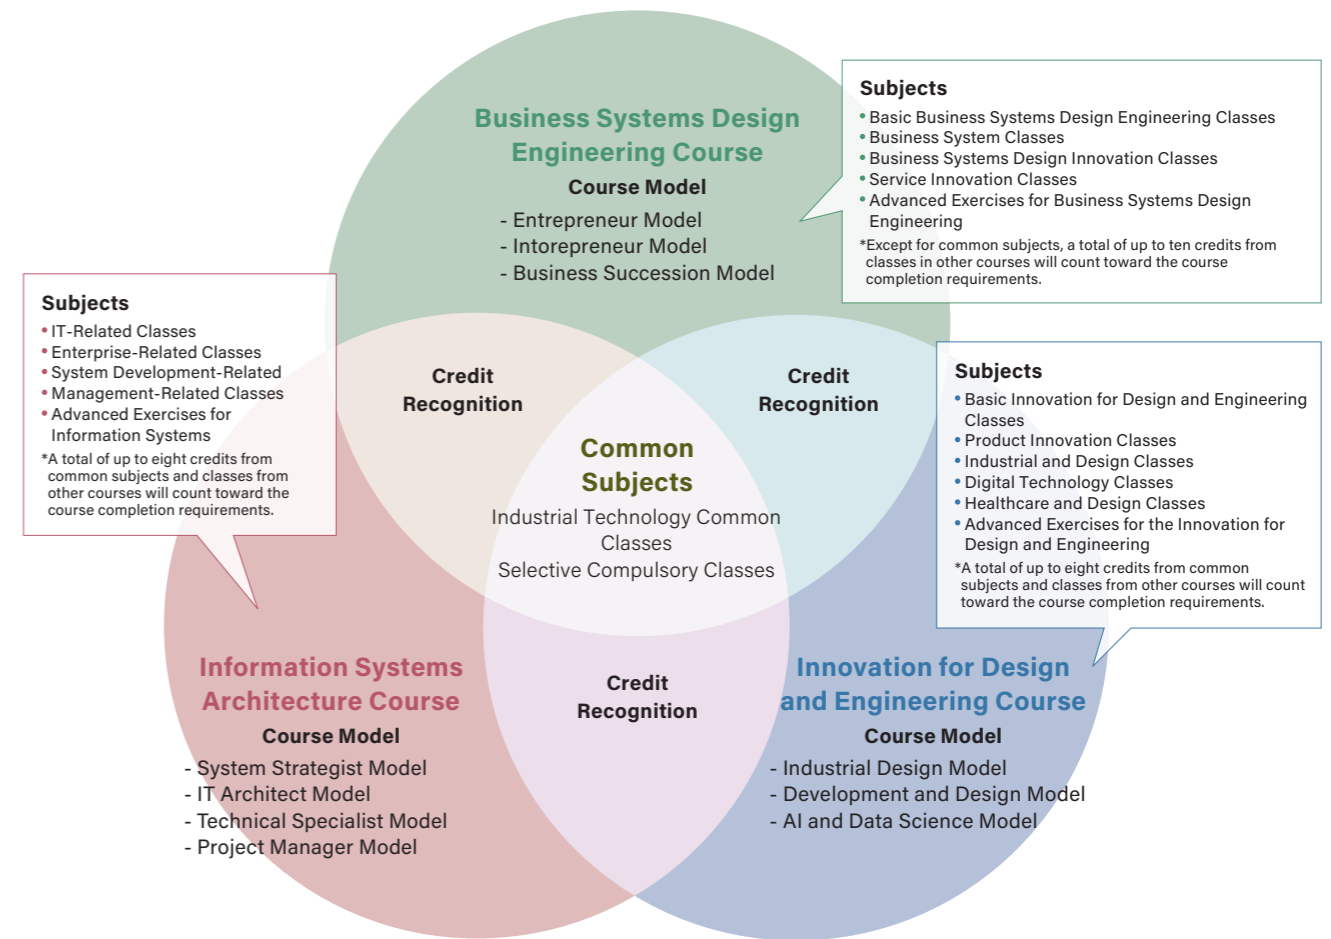 Business Systems Design
Engineering Course
Course Model
- Entrepreneur Model
- Intorepreneur Model
- Business Succession Model
Subjects
• Basic Business Systems Design Engineering Classes
• Business System Classes
• Business Systems Design Innovation Classes
• Service Innovation Classes
• Advanced Exercises for Business Systems Design
Engineering
*Except for common subjects, a total of up to ten credits from
classes in other courses will count toward the course
completion requirements.
Subjects
• IT-Related Classes
• Enterprise-Related Classes
• System Development-Related
• Management-Related Classes
• Advanced Exercises for
Information Systems
*A total of up to eight credits from
common subjects and classes from
other courses will count toward the
course completion requirements.
Credit
Recognition
Credit
Recognition
Subjects
• Basic Innovation for Design and Engineering
Classes
• Product Innovation Classes
• Industrial and Design Classes
• Digital Technology Classes
• Healthcare and Design Classes
• Advanced Exercises for the Innovation for
Design and Engineering
*A total of up to eight credits from common
subjects and classes from other courses will count
toward the course completion requirements.
Common
Subjects
Industrial Technology Common
Classes
Selective Compulsory Classes
Information Systems
Architecture Course
Course Model
- System Strategist Model
- IT Architect Model
- Technical Specialist Model
- Project Manager Model
Credit
Recognition
Innovation for Design
and Engineering Course
Course Model
- Industrial Design Model
- Development and Design Model
- AI and Data Science Model